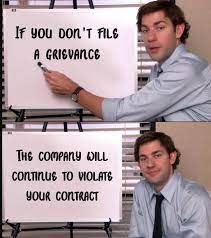 IF YOU DON'T FILE
A GRIEVANCE
THE COMPANY WILL
CONTINUE TO VIOLATE
YOUR CONTRACT